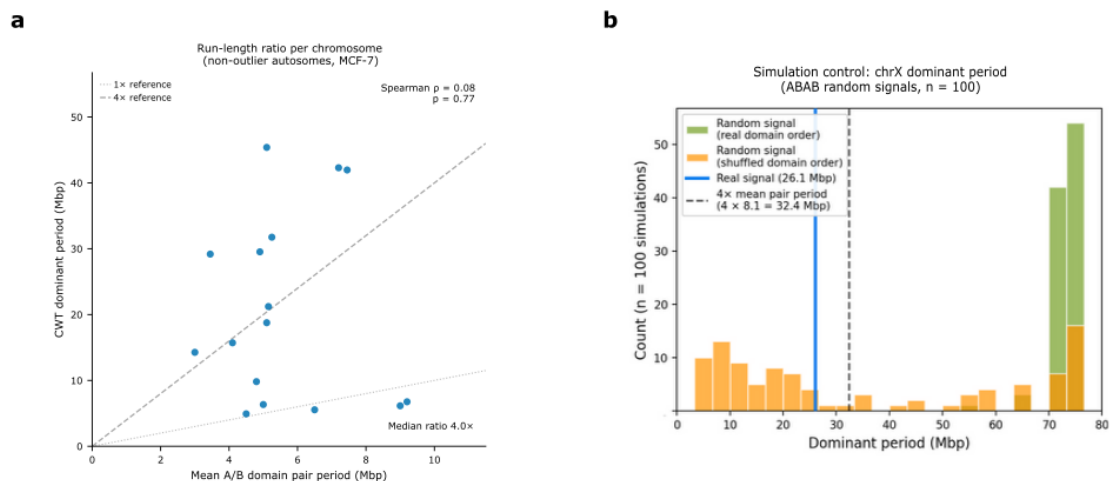 a
Run-length ratio per chromosome
(non-outlier autosomes, MCF-7)
1× reference
4× reference
Spearman ρ = 0.08
p = 0.77
50
40
30
20
10
0
CWT dominant period (Mbp)
Median ratio 4.0×
0 2 4 6 8 10
Mean A/B domain pair period (Mbp)
b
Simulation control: chrX dominant period
(ABAB random signals, n = 100)
Random signal
(real domain order)
Random signal
(shuffled domain order)
Real signal (26.1 Mbp)
4× mean pair period
(4 × 8.1 = 32.4 Mbp)
50
40
30
20
10
Count (n = 100 simulations)
0 10 20 30 40 50 60 70 80
Dominant period (Mbp)